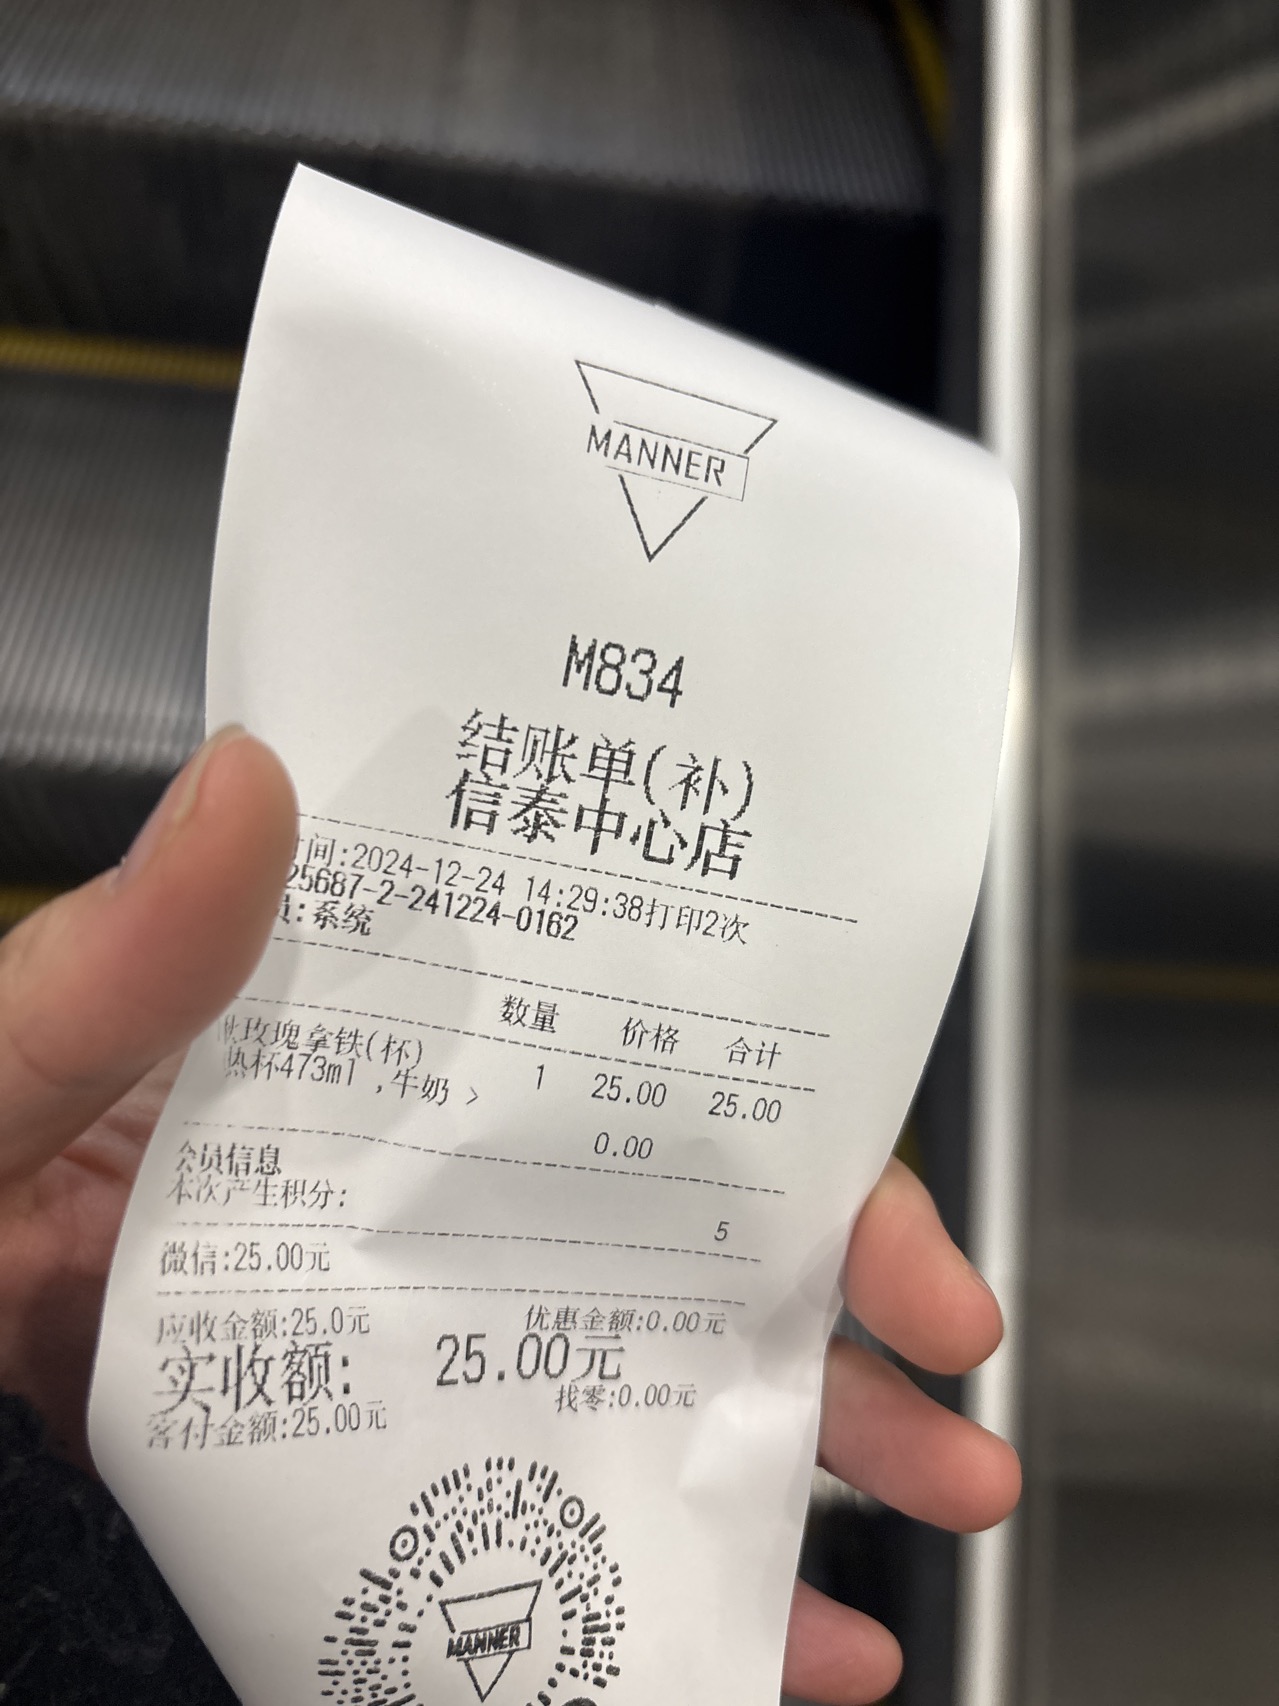 MANNER
M834
结账单(补)
信泰中心店
间:2024-12-24 14:29:38打印2次
25687-2-241224-0162
员:系统
数量 价格 合计
玫瑰拿铁(杯)
热杯473ml ,牛奶 > 1 25.00 25.00
0.00
会员信息
本次产生积分: 5
微信:25.00元
应收金额:25.0元 优惠金额:0.00元
实收额: 25.00元
客付金额:25.00元 找零:0.00元
MANNER